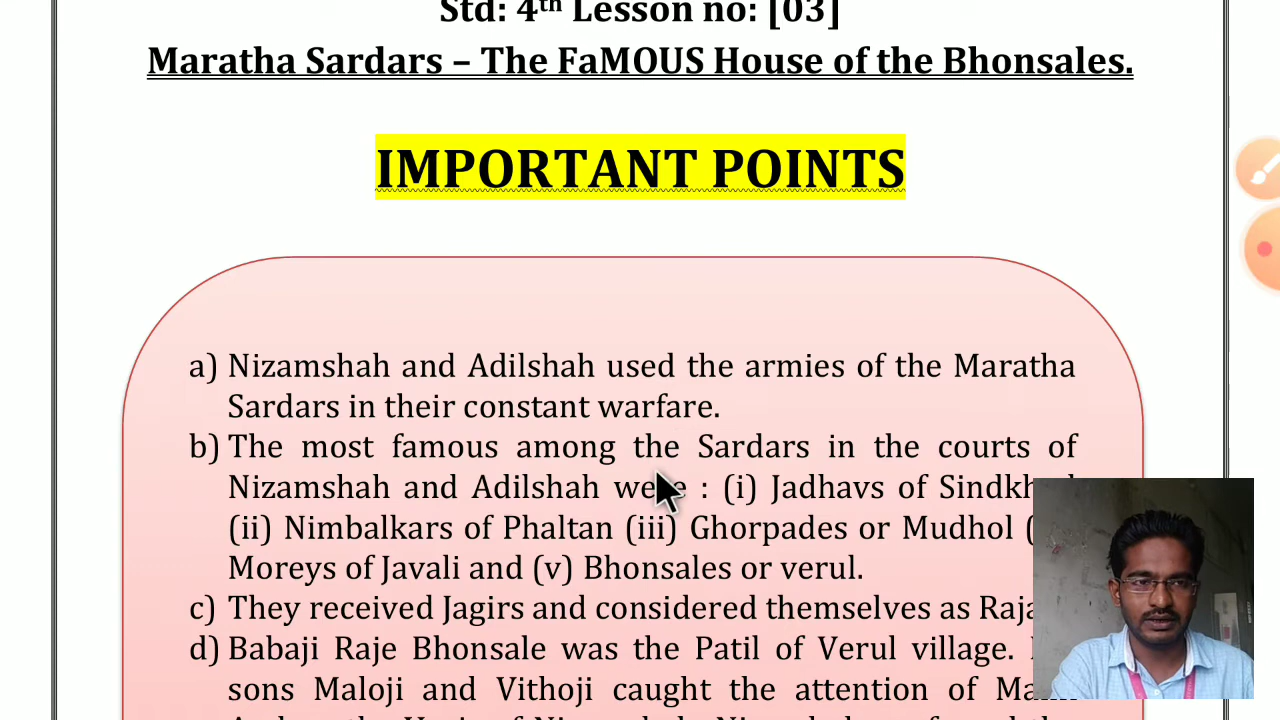 Std: 4th Lesson no: [03]
Maratha Sardars – The FaMOUS House of the Bhonsales.
IMPORTANT POINTS
a) Nizamshah and Adilshah used the armies of the Maratha
Sardars in their constant warfare.
b) The most famous among the Sardars in the courts of
Nizamshah and Adilshah were : (i) Jadhavs of
(ii) Nimbalkars of Phaltan (iii) Ghorpades or Mudhol
Moreys of Javali and (v) Bhonsales or verul.
c) They received Jagirs and considered themselves as
d) Babaji Raje Bhonsale was the Patil of Verul village.
sons Maloji and Vithoji caught the attention of